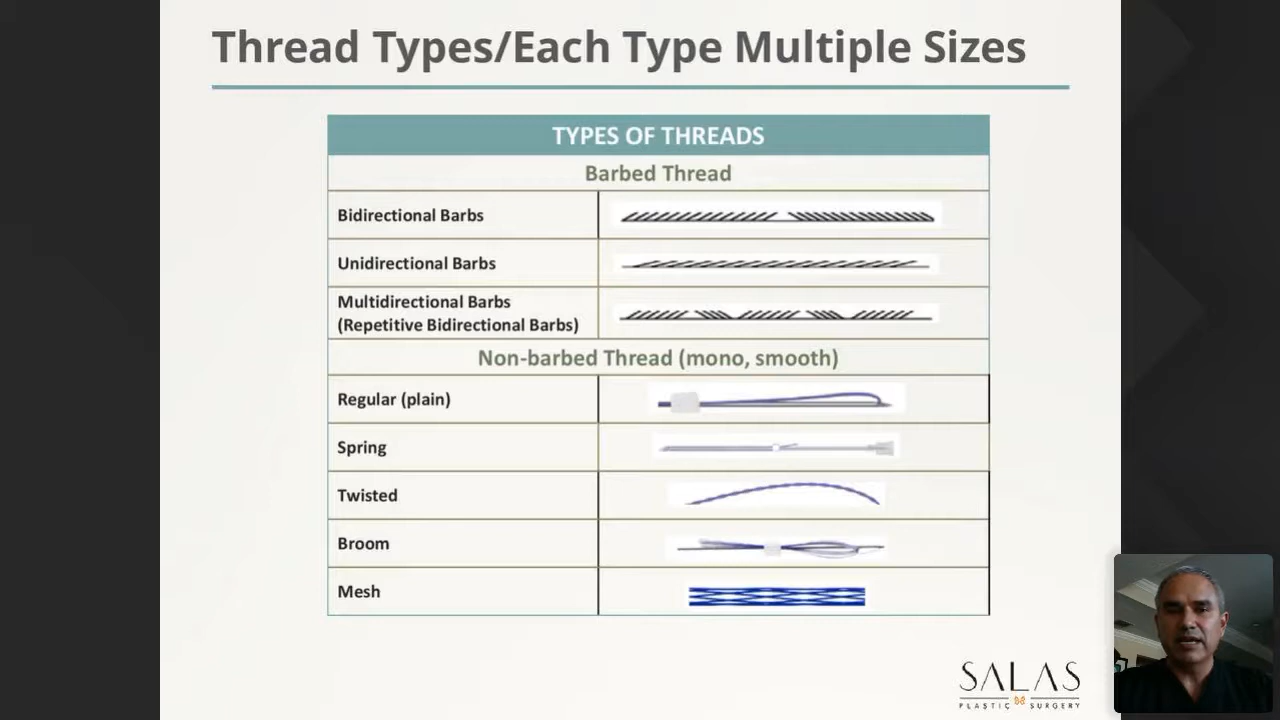 Thread Types/Each Type Multiple Sizes
TYPES OF THREADS
Barbed Thread
Bidirectional Barbs
Unidirectional Barbs
Multidirectional Barbs
(Repetitive Bidirectional Barbs)
Non-barbed Thread (mono, smooth)
Regular (plain)
Spring
Twisted
Broom
Mesh
SALAS
PLASTIC SURGERY